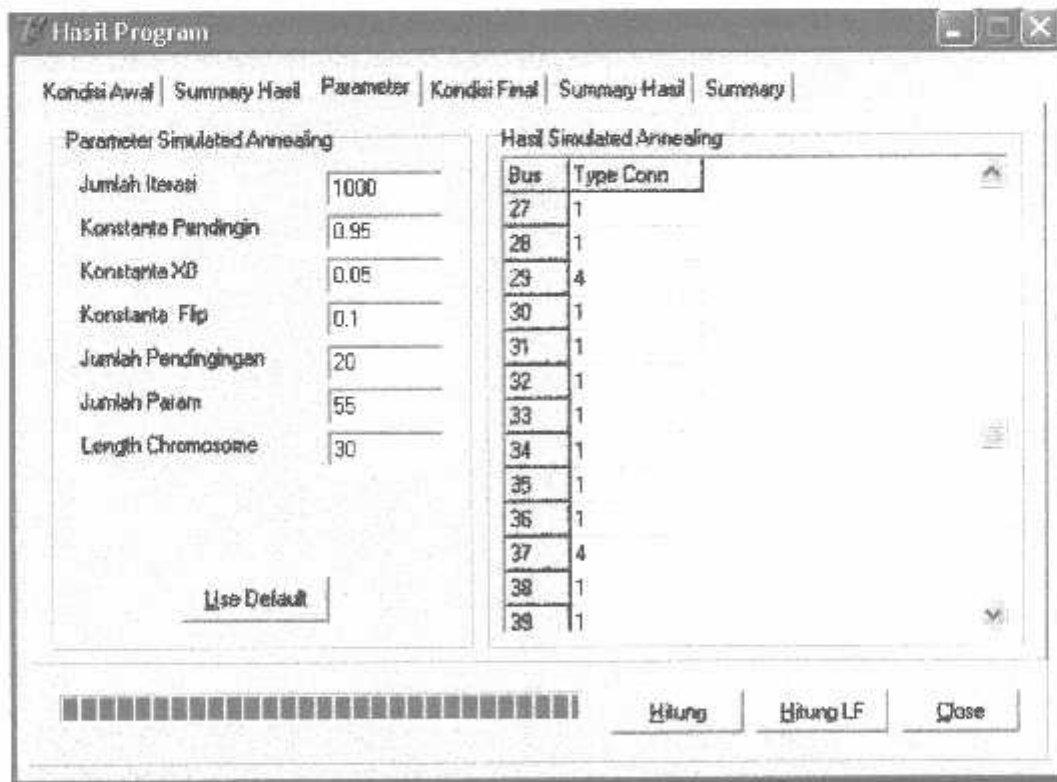 Hasil Program
Kondisi Awal Summary Hasil Parameter Kondisi Final Summary Hasil Summary
Parameter Simulated Annealing
Jumlah Iterasi 1000
Konstanta Pendingin 0.95
Konstanta X0 0.05
Konstanta Flip 0.1
Jumlah Pendingingan 20
Jumlah Param 55
Length Chromosome 30
Use Default
Hasil Simulated Annealing
Bus Type Conn
27 1
28 1
29 4
30 1
31 1
32 1
33 1
34 1
35 1
36 1
37 4
38 1
39 1
Hitung Hitung LF Close